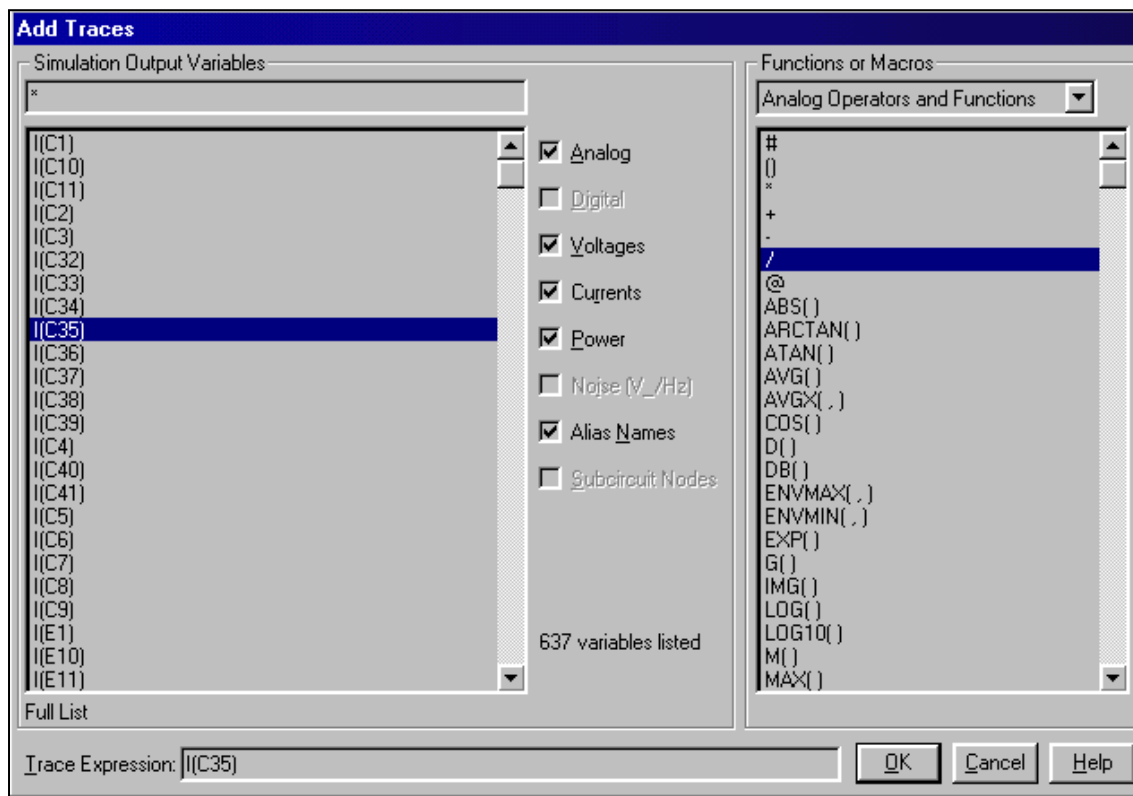 Add Traces
Simulation Output Variables
*
I(C1)
I(C10)
I(C11)
I(C2)
I(C3)
I(C32)
I(C33)
I(C34)
I(C35)
I(C36)
I(C37)
I(C38)
I(C39)
I(C4)
I(C40)
I(C41)
I(C5)
I(C6)
I(C7)
I(C8)
I(C9)
I(E1)
I(E10)
I(E11)
Full List
Analog
Digital
Voltages
Currents
Power
Noise (V_/Hz)
Alias Names
Subcircuit Nodes
637 variables listed
Functions or Macros
Analog Operators and Functions
#
()
*
+
-
/
@
ABS( )
ARCTAN( )
ATAN( )
AVG( )
AVGX( , )
COS( )
D( )
DB( )
ENVMAX( , )
ENVMIN( , )
EXP( )
G( )
IMG( )
LOG( )
LOG10( )
M( )
MAX( )
Trace Expression: I(C35)
OK
Cancel
Help